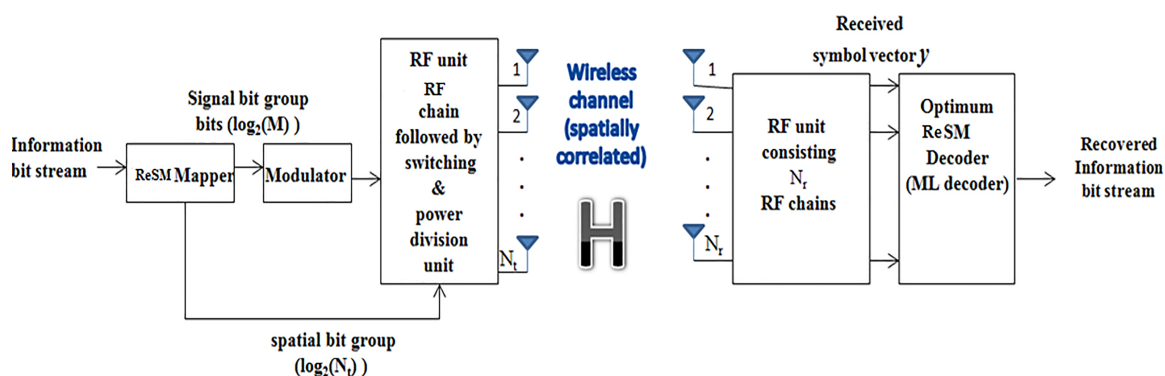 Information
bit stream
ReSM Mapper
Signal bit group
bits (log₂(M) )
Modulator
spatial bit group
(log₂(Nₜ) )
RF unit
RF
chain
followed by
switching
&
power
division
unit
1
2
Nₜ
Wireless
channel
(spatially
correlated)
H
1
2
Nᵣ
RF unit
consisting
Nᵣ
RF chains
Received
symbol vector y
Optimum
ReSM
Decoder
(ML decoder)
Recovered
Information
bit stream